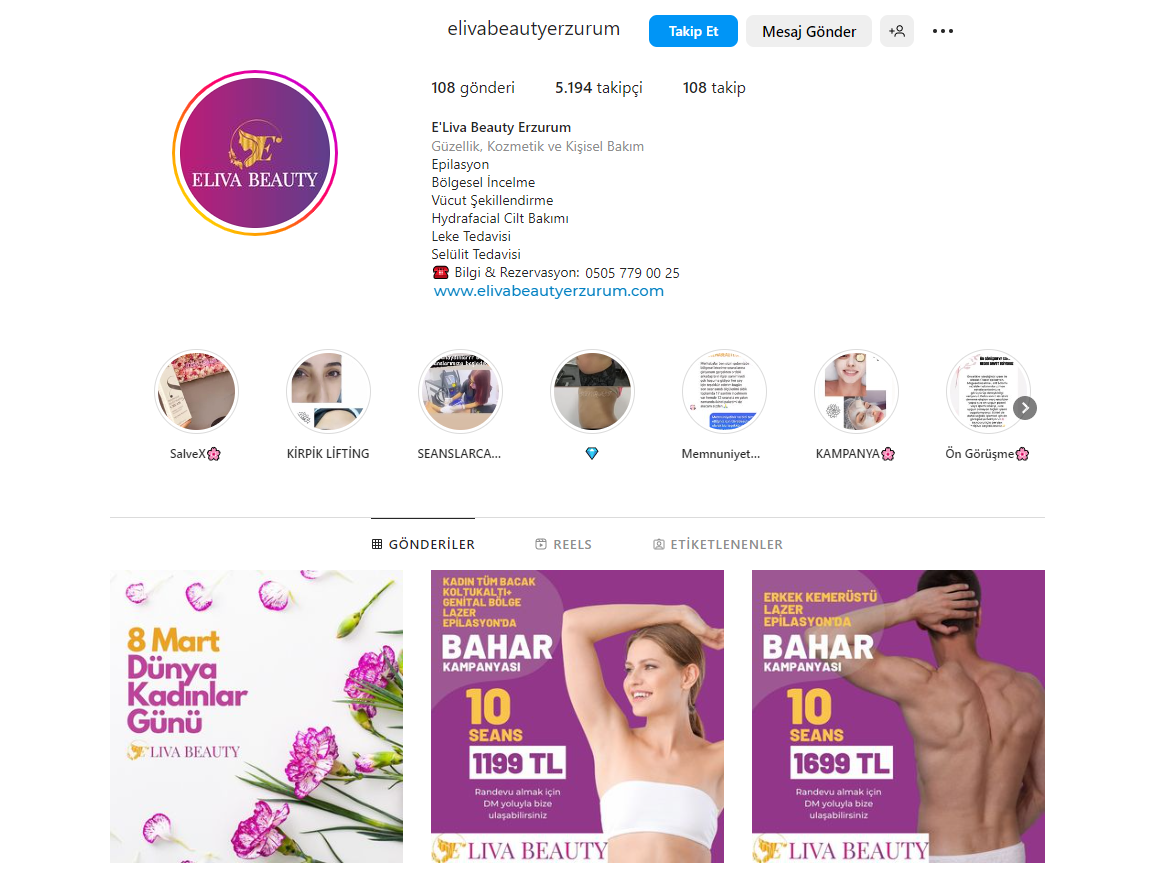 elivabeautyerzurum
Takip Et
Mesaj Gönder
108 gönderi
5.194 takipçi
108 takip
E'Liva Beauty Erzurum
Güzellik, Kozmetik ve Kişisel Bakım
Epilasyon
Bölgesel İncelme
Vücut Şekillendirme
Hydrafacial Cilt Bakımı
Leke Tedavisi
Selülit Tedavisi
☎️ Bilgi & Rezervasyon: 0505 779 00 25
www.elivabeautyerzurum.com
ELIVA BEAUTY
SalveX🌸
KİRPİK LİFTİNG
SEANSLARCA...
💎
Memnuniyet...
KAMPANYA🌸
Ön Görüşme🌸
GÖNDERİLER
REELS
ETİKETLENENLER
8 Mart
Dünya
Kadınlar
Günü
E'LIVA BEAUTY
KADIN TÜM BACAK
KOLTUKALTI+
GENİTAL BÖLGE
LAZER
EPİLASYON'DA
BAHAR
KAMPANYASI
10
SEANS
1199 TL
Randevu almak için
DM yoluyla bize
ulaşabilirsiniz
E'LIVA BEAUTY
ERKEK KEMERÜSTÜ
LAZER
EPİLASYON'DA
BAHAR
KAMPANYASI
10
SEANS
1699 TL
Randevu almak için
DM yoluyla bize
ulaşabilirsiniz
E'LIVA BEAUTY